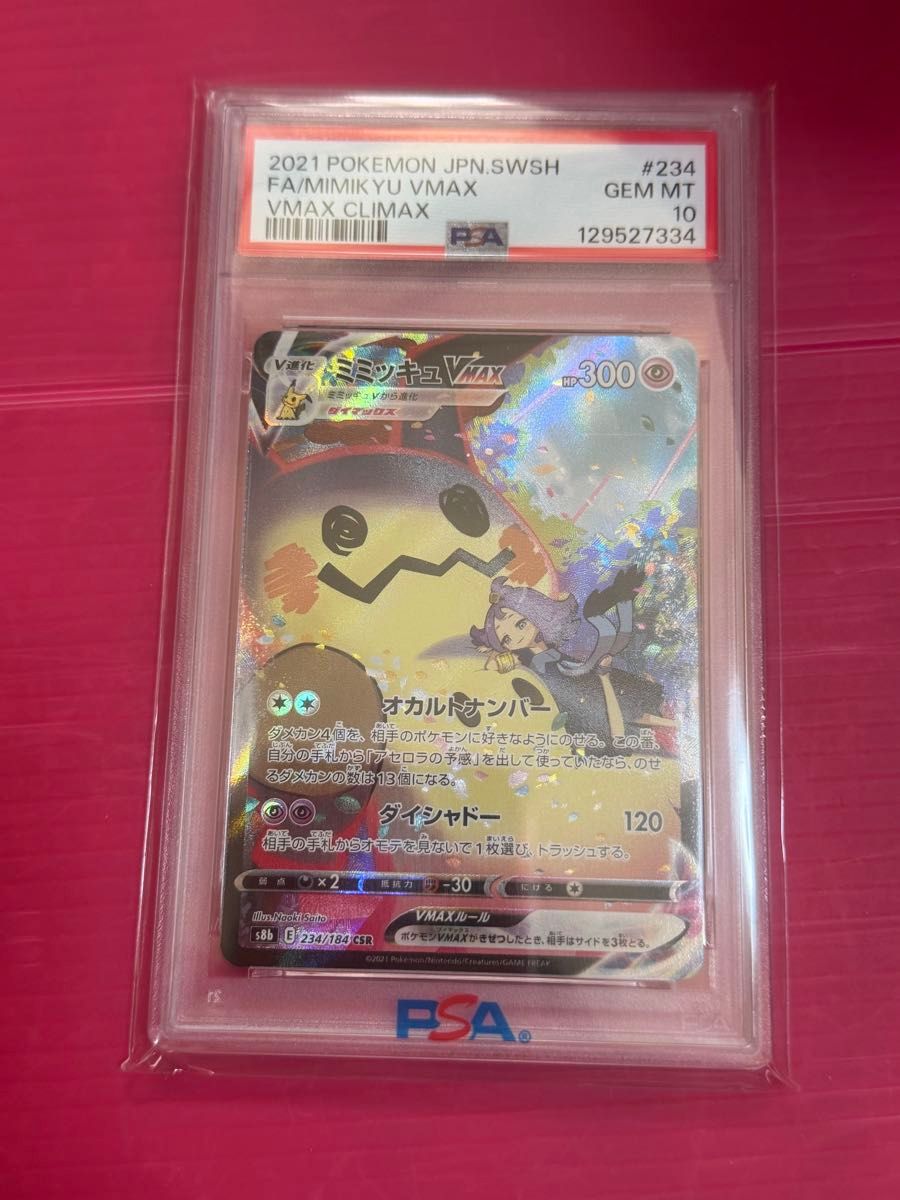 2021 POKEMON JPN.SWSH #234
FA/MIMIKYU VMAX GEM MT
VMAX CLIMAX 10
PSA 129527334
V進化 ミミッキュVMAX HP300
ミミッキュVから進化
ダイマックス
オカルトナンバー
ダメカン4個を、相手のポケモンに好きなようにのせる。この番、
自分の手札から「アセロラの予感」を出して使っていたなら、のせ
るダメカンの数は13個になる。
ダイシャドー 120
相手の手札からオモテを見ないで1枚選び、トラッシュする。
弱点 ×2 抵抗力 -30 にげる
Illus. Naoki Saito
VMAXルール
s8b E 234/184 CSR
ポケモンVMAXがきぜつしたとき、相手はサイドを3枚とる。
©2021 Pokémon/Nintendo/Creatures/GAME FREAK
PSA®